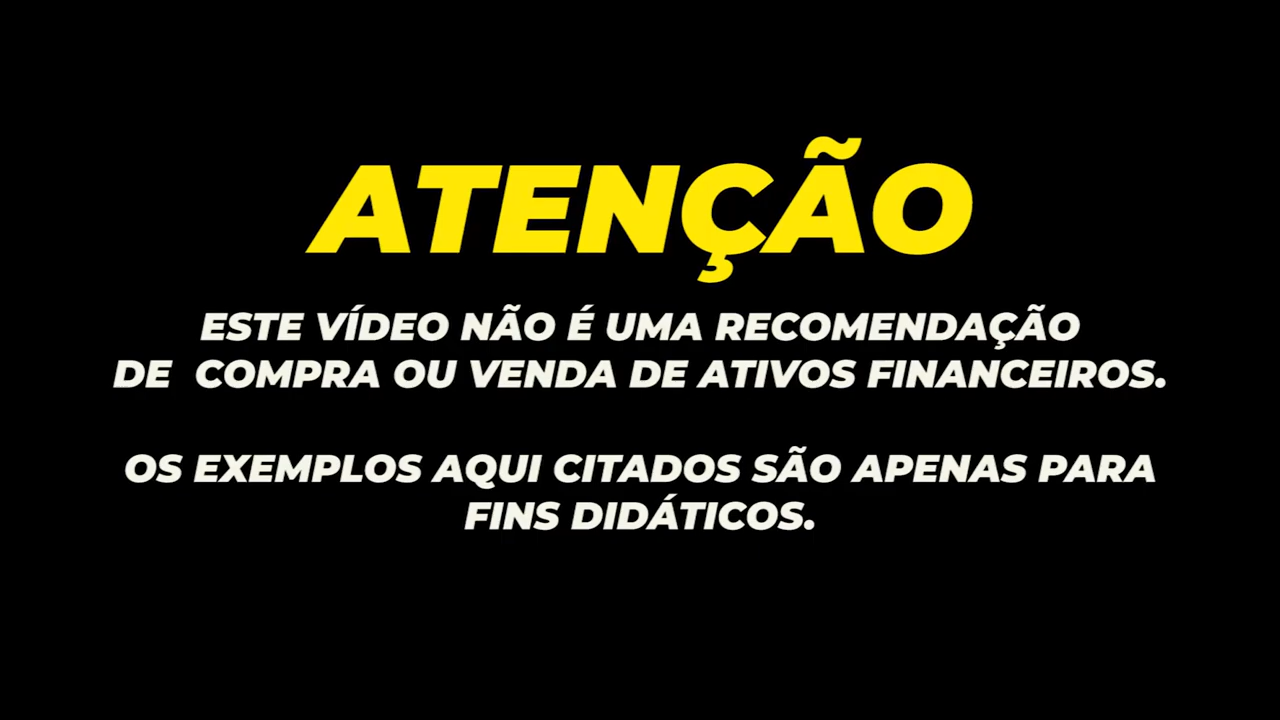 ATENÇÃO
ESTE VÍDEO NÃO É UMA RECOMENDAÇÃO
DE  COMPRA OU VENDA DE ATIVOS FINANCEIROS.
OS EXEMPLOS AQUI CITADOS SÃO APENAS PARA
FINS DIDÁTICOS.